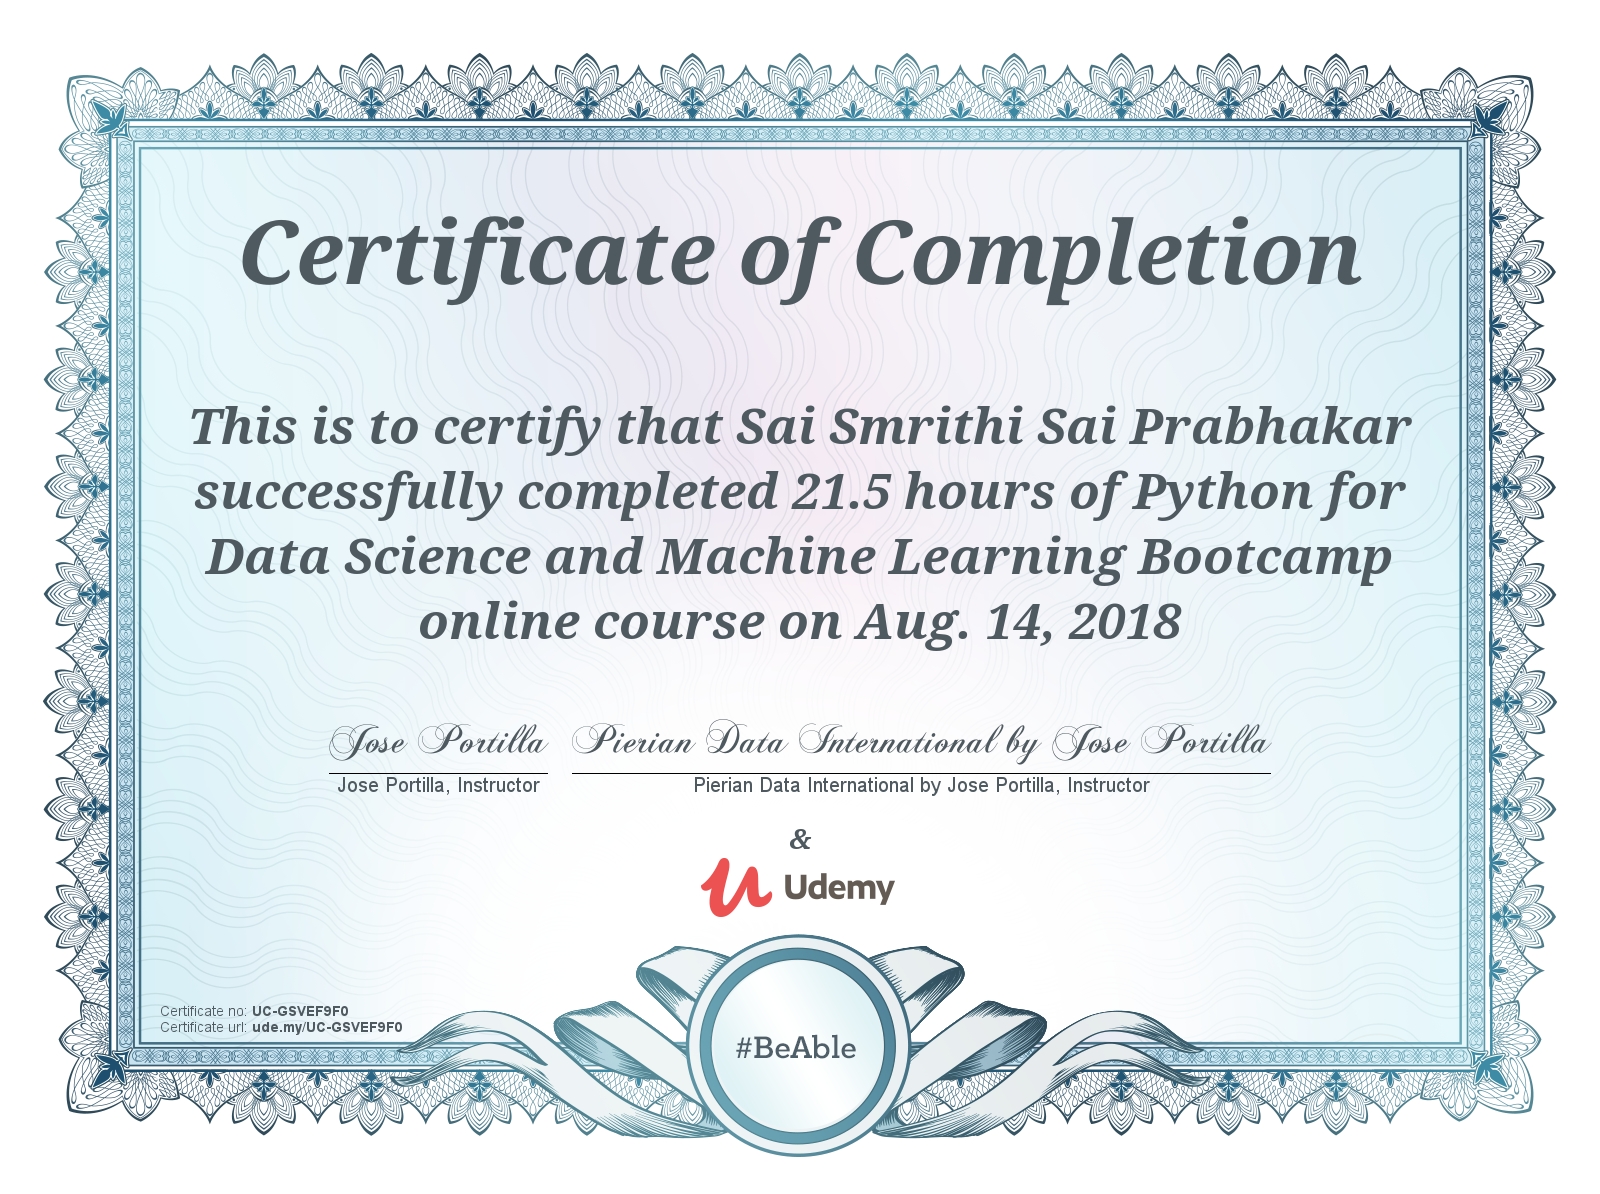 Certificate of Completion
This is to certify that Sai Smrithi Sai Prabhakar
successfully completed 21.5 hours of Python for
Data Science and Machine Learning Bootcamp
online course on Aug. 14, 2018
Jose Portilla
Pierian Data International by Jose Portilla
Jose Portilla, Instructor
Pierian Data International by Jose Portilla, Instructor
&
Udemy
Certificate no: UC-GSVEF9F0
Certificate url: ude.my/UC-GSVEF9F0
#BeAble